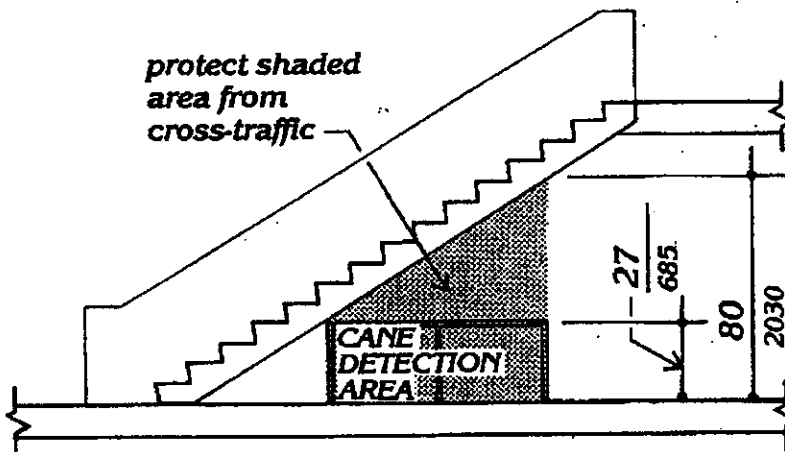 protect shaded
area from
cross-traffic
CANE
DETECTION
AREA
27
685
80
2030